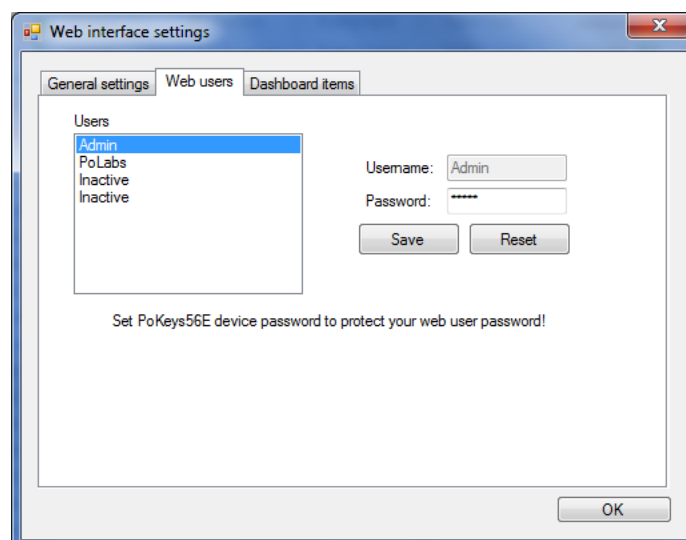 Web interface settings
General settings
Web users
Dashboard items
Users
Admin
PoLabs
Inactive
Inactive
Username:
Admin
Password:
*****
Save
Reset
Set PoKeys56E device password to protect your web user password!
OK